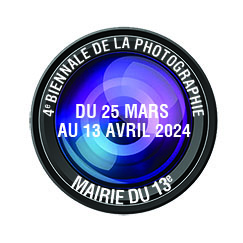 4e BIENNALE DE LA PHOTOGRAPHIE
DU 25 MARS
AU 13 AVRIL 2024
MAIRIE DU 13e